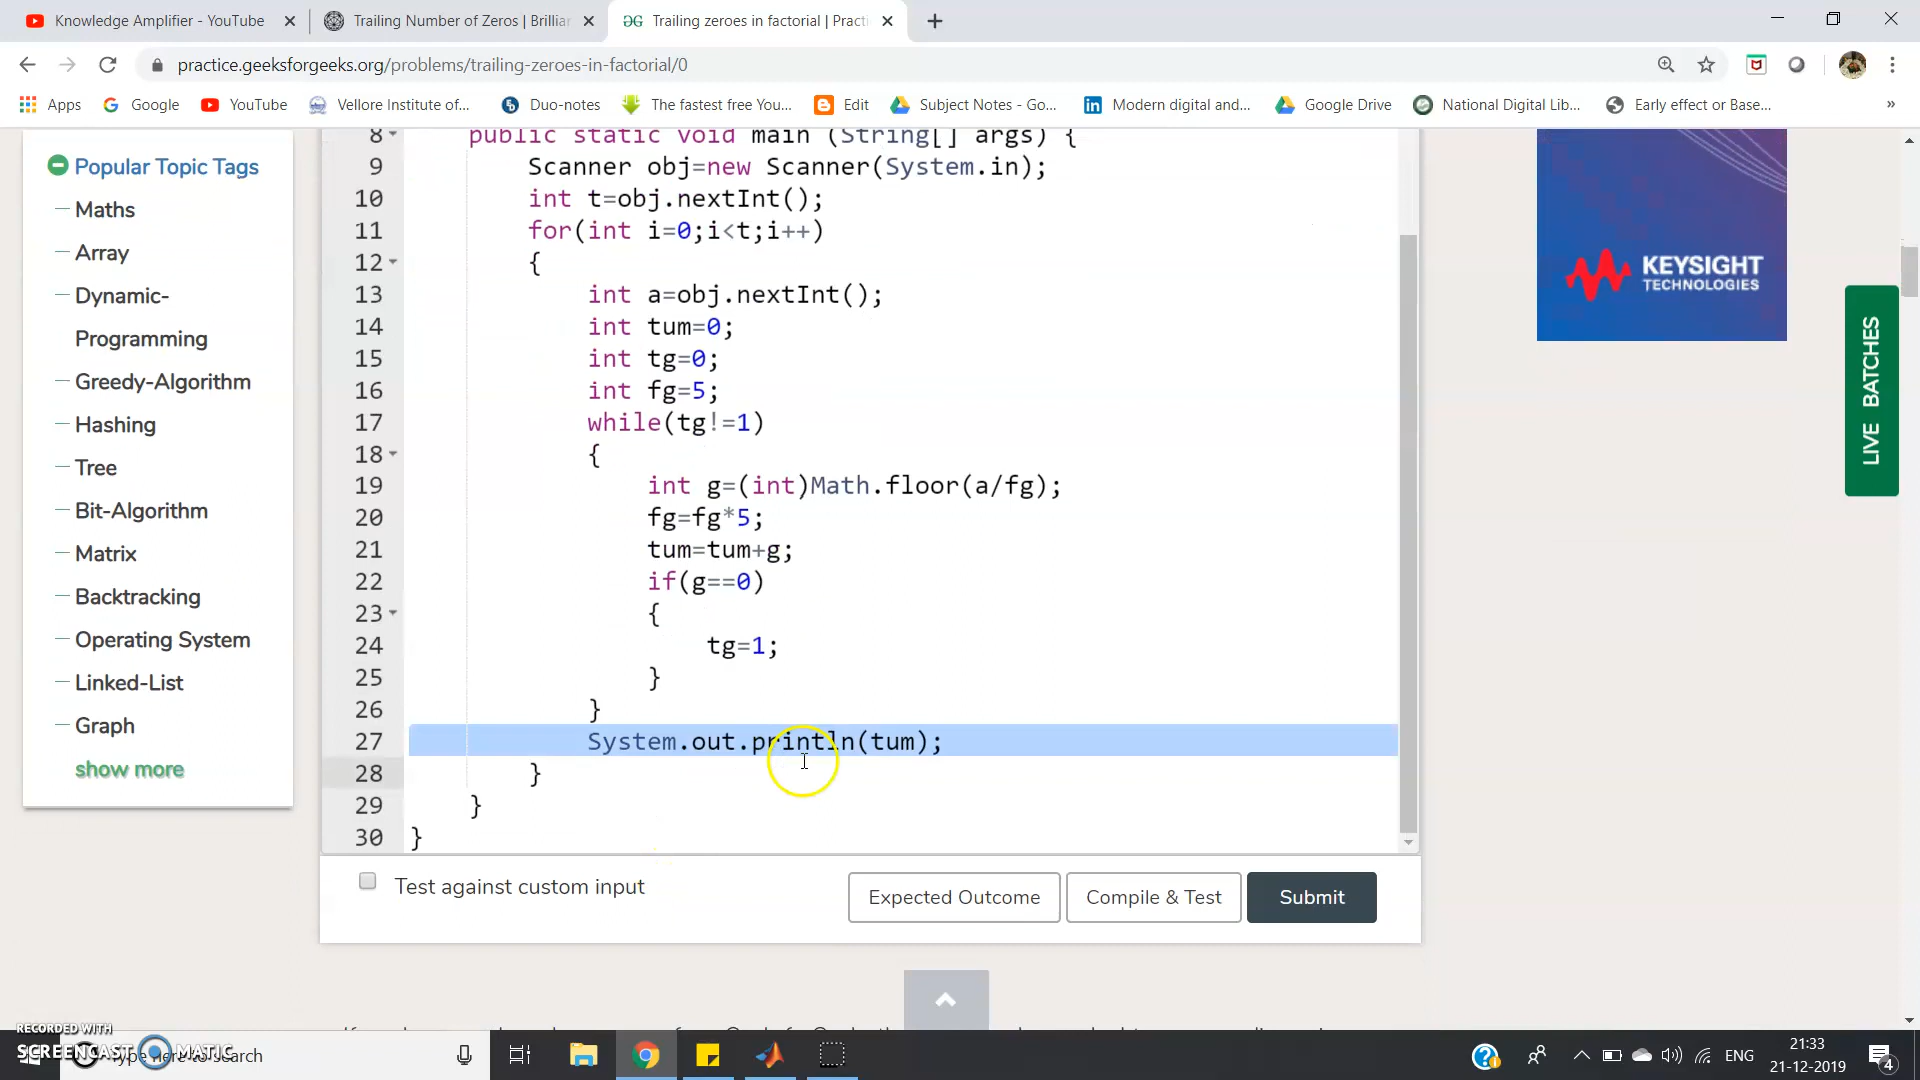 Knowledge Amplifier - YouTube
Trailing Number of Zeros | Brillia
Trailing zeroes in factorial | Practi
practice.geeksforgeeks.org/problems/trailing-zeroes-in-factorial/0
Apps
Google
YouTube
Vellore Institute of...
Duo-notes
The fastest free You...
Edit
Subject Notes - Go...
Modern digital and...
Google Drive
National Digital Lib...
Early effect or Base...
»
Popular Topic Tags
Maths
Array
Dynamic-
Programming
Greedy-Algorithm
Hashing
Tree
Bit-Algorithm
Matrix
Backtracking
Operating System
Linked-List
Graph
show more
8 public static void main (String[] args) {
9 Scanner obj=new Scanner(System.in);
10 int t=obj.nextInt();
11 for(int i=0;i<t;i++)
12 {
13 int a=obj.nextInt();
14 int tum=0;
15 int tg=0;
16 int fg=5;
17 while(tg!=1)
18 {
19 int g=(int)Math.floor(a/fg);
20 fg=fg*5;
21 tum=tum+g;
22 if(g==0)
23 {
24 tg=1;
25 }
26 }
27 System.out.println(tum);
28 }
29 }
30 }
KEYSIGHT
TECHNOLOGIES
LIVE BATCHES
Test against custom input
Expected Outcome
Compile & Test
Submit
RECORDED WITH
SCREENCAST MATIC
Type here to search
ENG
21:33
21-12-2019
4